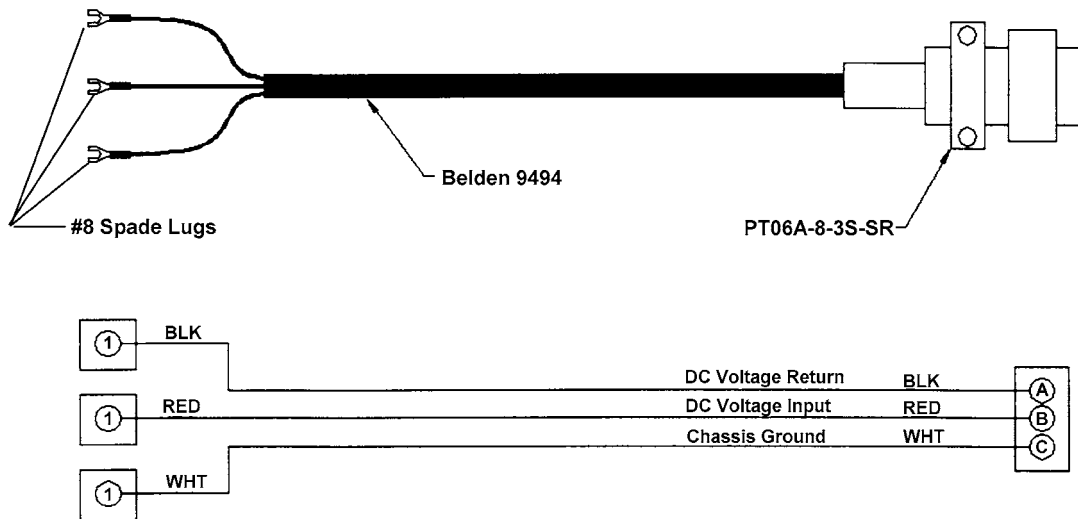 Belden 9494
#8 Spade Lugs
PT06A-8-3S-SR
1 BLK
DC Voltage Return BLK A
1 RED
DC Voltage Input RED B
Chassis Ground WHT C
1 WHT